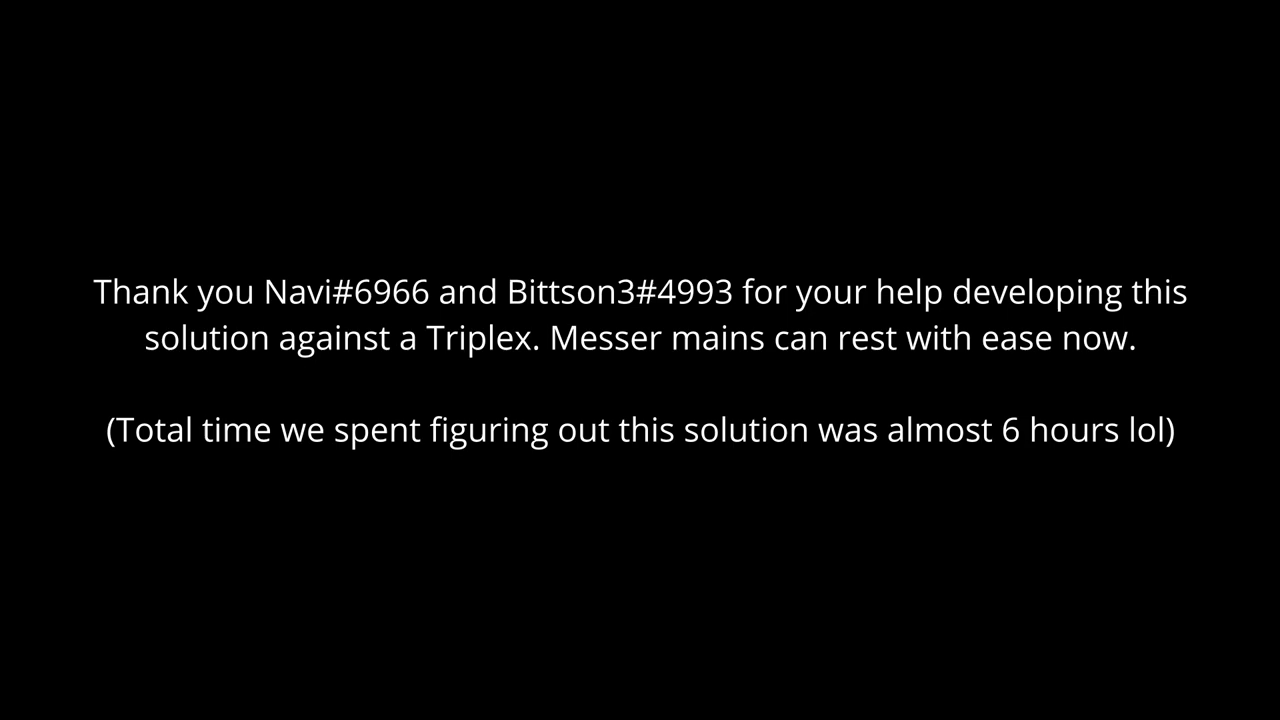 Thank you Navi#6966 and Bittson3#4993 for your help developing this
solution against a Triplex. Messer mains can rest with ease now.
(Total time we spent figuring out this solution was almost 6 hours lol)